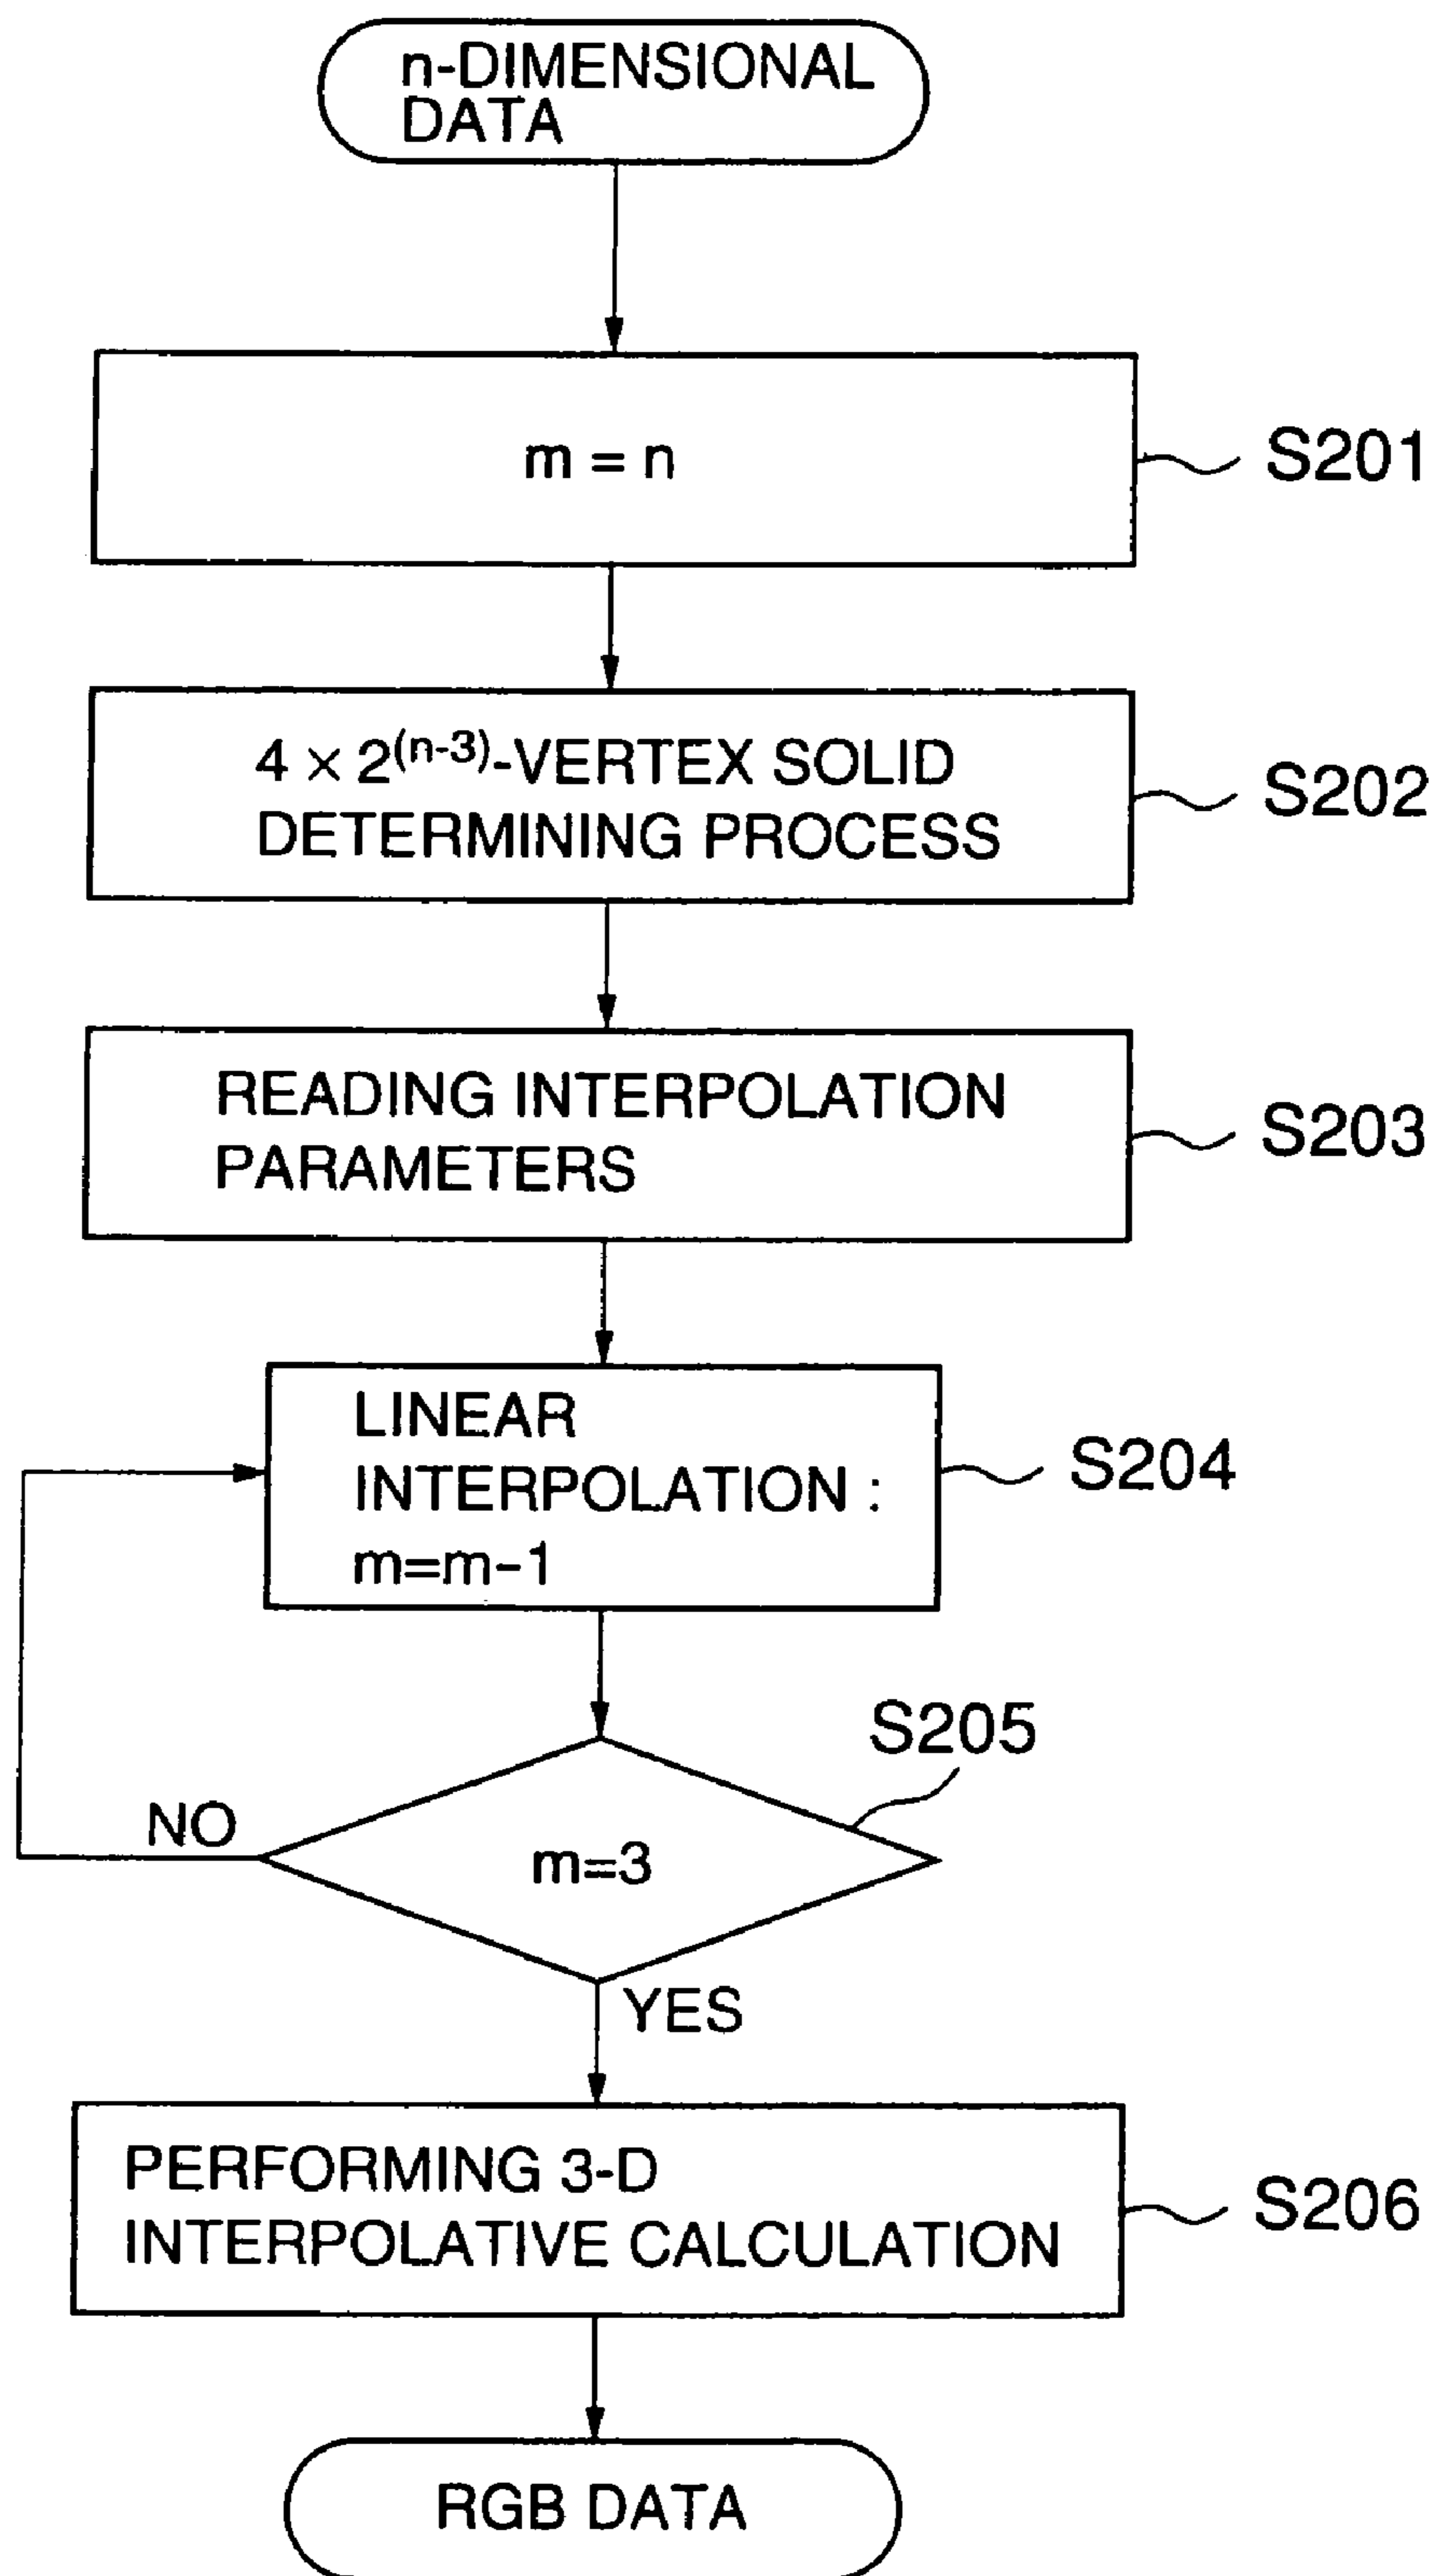 n-DIMENSIONAL
DATA
m = n
S201
4 × 2(n-3)-VERTEX SOLID
DETERMINING PROCESS
S202
READING INTERPOLATION
PARAMETERS
S203
LINEAR
INTERPOLATION :
m=m-1
S204
S205
NO
m=3
YES
PERFORMING 3-D
INTERPOLATIVE CALCULATION
S206
RGB DATA